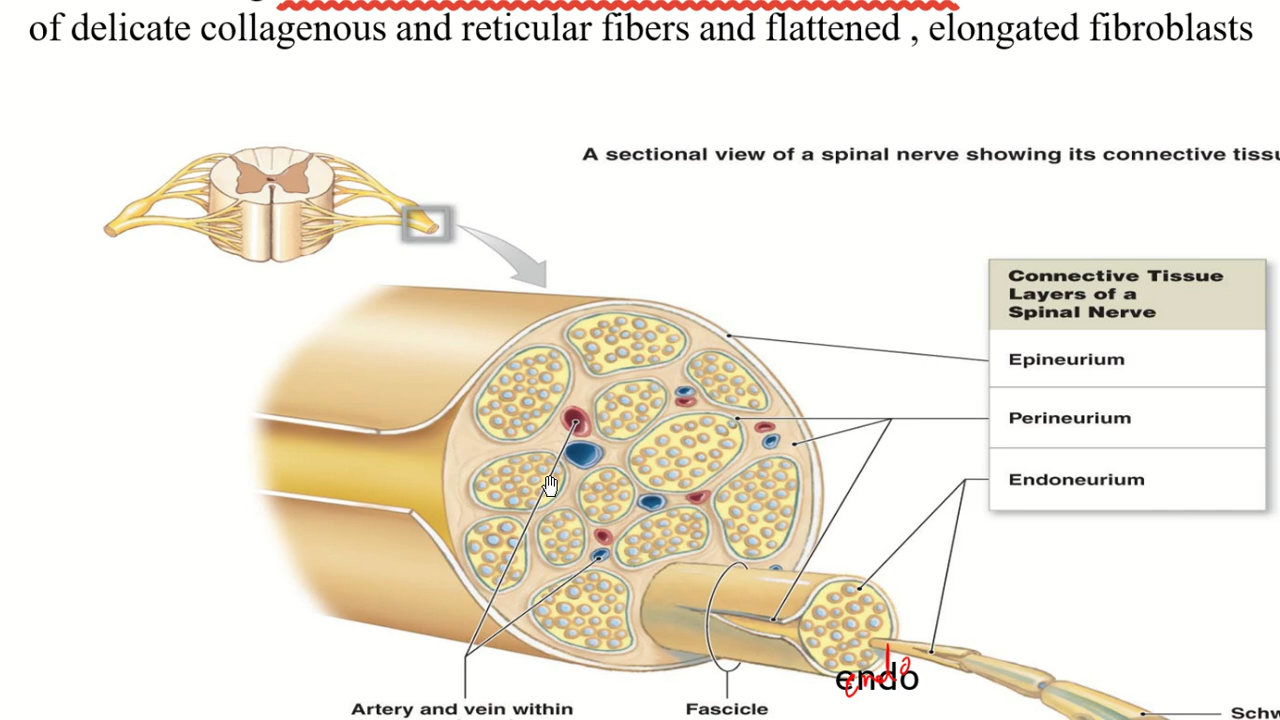 of delicate collagenous and reticular fibers and flattened , elongated fibroblasts
A sectional view of a spinal nerve showing its connective tissu
Connective Tissue
Layers of a
Spinal Nerve
Epineurium
Perineurium
Endoneurium
endo
endo
Artery and vein within
Fascicle
Schw